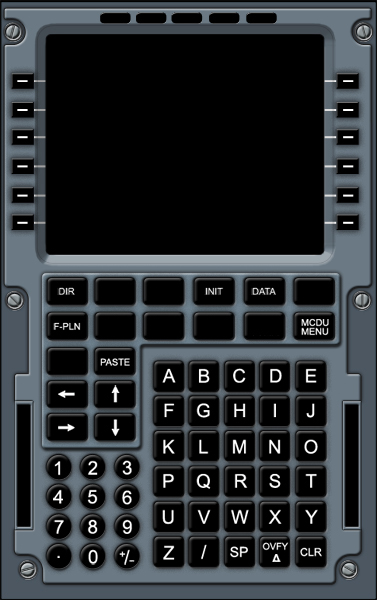 DIR INIT DATA
F-PLN MCDU
MENU
PASTE
← ↑
→ ↓
A B C D E
F G H I J
K L M N O
P Q R S T
U V W X Y
Z / SP OVFY
Δ CLR
1 2 3
4 5 6
7 8 9
. 0 +/-